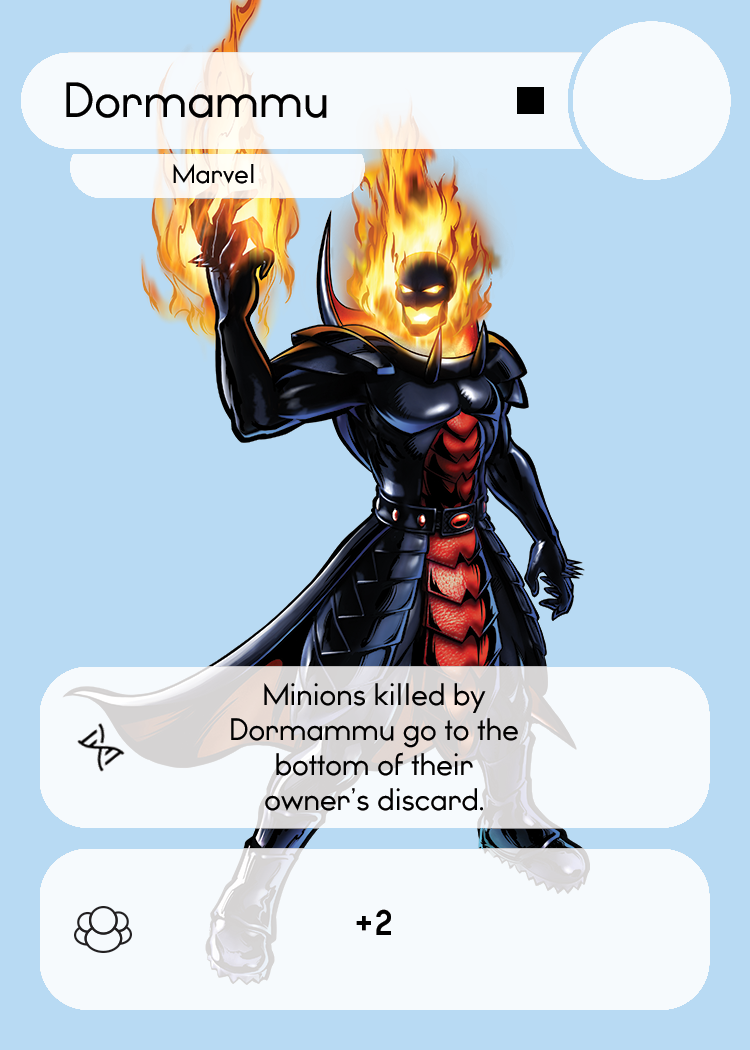 Dormammu
Marvel
Minions killed by
Dormammu go to the
bottom of their
owner's discard.
+2